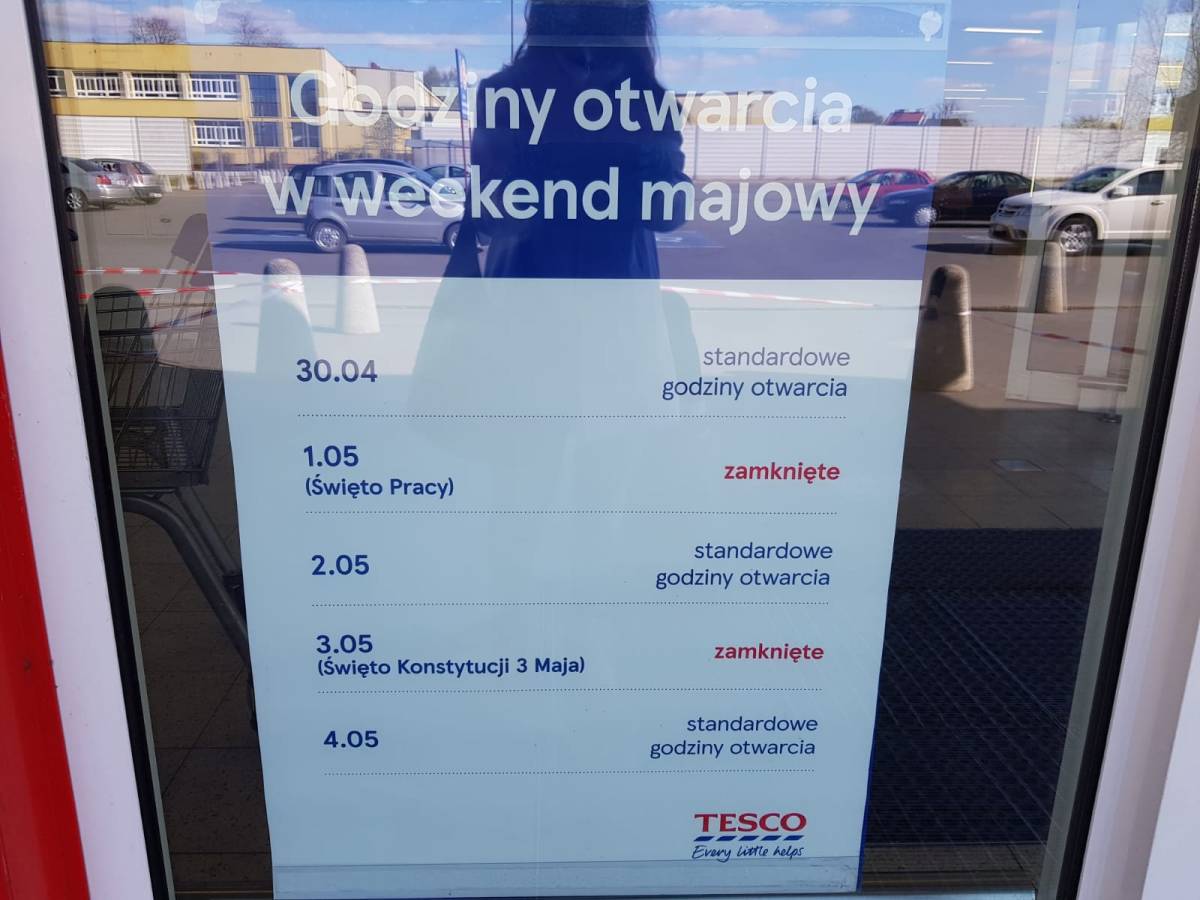 Godziny otwarcia
w weekend majowy
30.04
standardowe
godziny otwarcia
1.05
(Święto Pracy)
zamknięte
2.05
standardowe
godziny otwarcia
3.05
(Święto Konstytucji 3 Maja)
zamknięte
4.05
standardowe
godziny otwarcia
TESCO
Every little helps